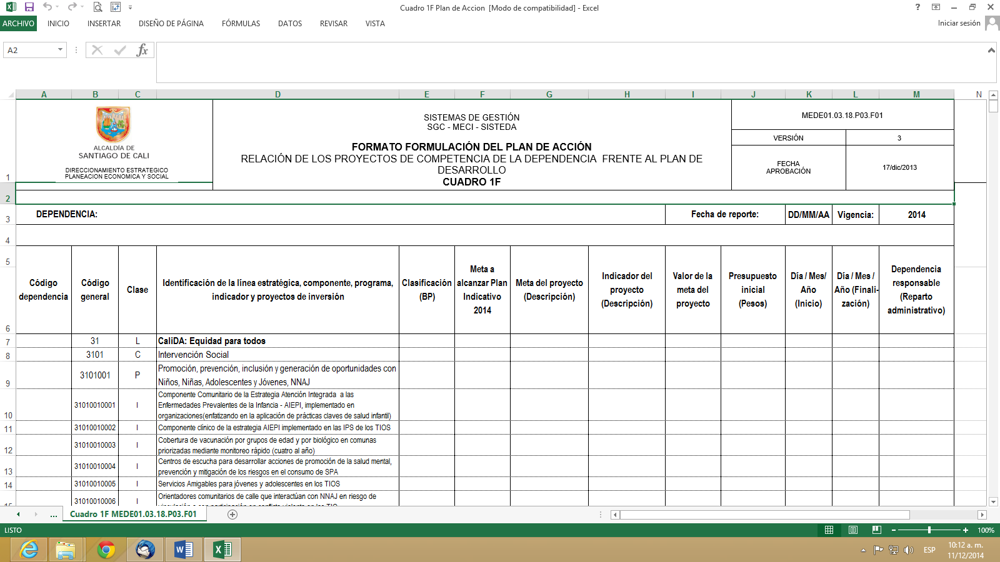 Cuadro 1F Plan de Accion  [Modo de compatibilidad] - Excel
ARCHIVO INICIO INSERTAR DISEÑO DE PÁGINA FÓRMULAS DATOS REVISAR VISTA Iniciar sesión
A2 fx
A B C D E F G H I J K L M N
ALCALDÍA DE
SANTIAGO DE CALI
DIRECCIONAMIENTO ESTRATEGICO
PLANEACION ECONOMICA Y SOCIAL
SISTEMAS DE GESTIÓN
SGC - MECI - SISTEDA
FORMATO FORMULACIÓN DEL PLAN DE ACCIÓN
RELACIÓN DE LOS PROYECTOS DE COMPETENCIA DE LA DEPENDENCIA  FRENTE AL PLAN DE
DESARROLLO
CUADRO 1F
MEDE01.03.18.P03.F01
VERSIÓN 3
FECHA
APROBACIÓN
17/dic/2013
1
2
3 DEPENDENCIA: Fecha de reporte: DD/MM/AA Vigencia: 2014
4
5
6
Código
dependencia
Código
general
Clase
Identificación de la línea estratégica, componente, programa,
indicador y proyectos de inversión
Clasificación
(BP)
Meta a
alcanzar Plan
Indicativo
2014
Meta del proyecto
(Descripción)
Indicador del
proyecto
(Descripción)
Valor de la
meta del
proyecto
Presupuesto
inicial
(Pesos)
Día / Mes/
Año
(Inicio)
Día / Mes /
Año (Finali-
zación)
Dependencia
responsable
(Reparto
administrativo)
7 31 L CaliDA: Equidad para todos
8 3101 C Intervención Social
9 3101001 P Promoción, prevención, inclusión y generación de oportunidades con
Niños, Niñas, Adolescentes y Jóvenes, NNAJ
10 31010010001 I Componente Comunitario de la Estrategia Atención Integrada  a las
Enfermedades Prevalentes de la Infancia - AIEPI, implementado en
organizaciones(enfatizando en la aplicación de prácticas claves de salud infantil)
11 31010010002 I Componente clínico de la estrategia AIEPI implementado en las IPS de los TIOS
12 31010010003 I Cobertura de vacunación por grupos de edad y por biológico en comunas
priorizadas mediante monitoreo rápido (cuatro al año)
13 31010010004 I Centros de escucha para desarrollar acciones de promoción de la salud mental,
prevención y mitigación de los riesgos en el consumo de SPA
14 31010010005 I Servicios Amigables para jóvenes y adolescentes en los TIOS
31010010006 I Orientadores comunitarios de calle que interactúan con NNAJ en riesgo de
... Cuadro 1F MEDE01.03.18.P03.F01
LISTO 100%
ESP 10:12 a. m.
11/12/2014